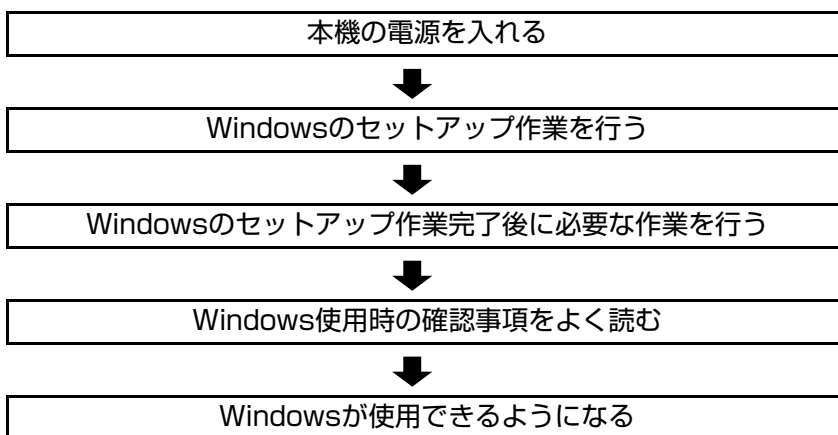 本機の電源を入れる
Windowsのセットアップ作業を行う
Windowsのセットアップ作業完了後に必要な作業を行う
Windows使用時の確認事項をよく読む
Windowsが使用できるようになる